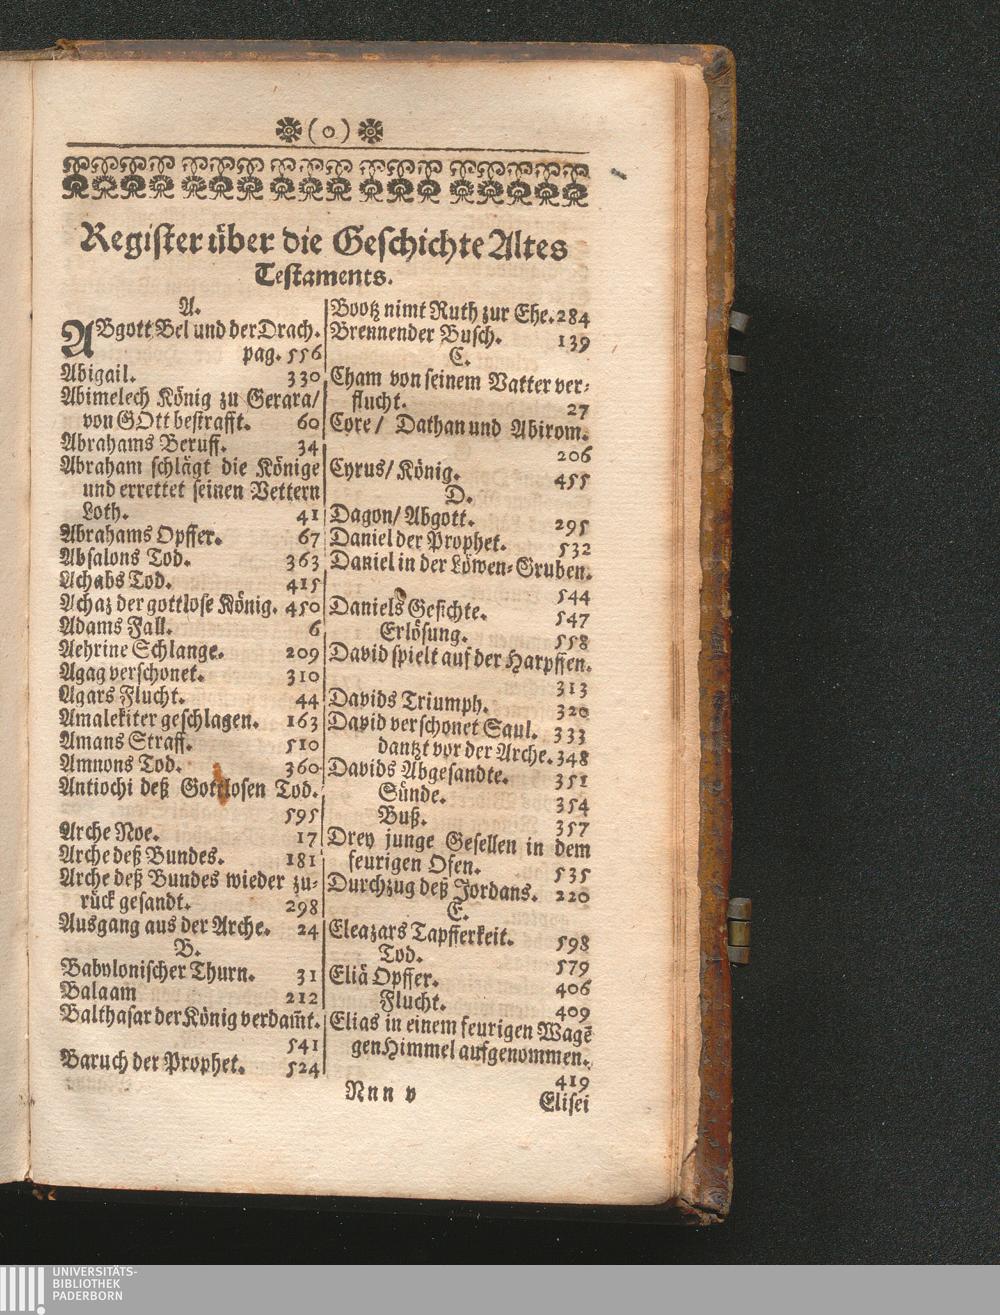 (o)
Register über die Geschichte Altes
Testaments.
A.
ABgott Bel und der Drach.
pag. 556
Abigail. 330
Abimelech König zu Gerara/
von GOtt bestrafft. 60
Abrahams Beruff. 34
Abraham schlägt die Könige
und errettet seinen Vettern
Loth. 41
Abrahams Opffer. 67
Absalons Tod. 363
Achabs Tod. 415
Achaz der gottlose König. 450
Adams Fall. 6
Aehrine Schlange. 209
Agag verschonet. 310
Agars Flucht. 44
Amalekiter geschlagen. 163
Amans Straff. 510
Amnons Tod. 360
Antiochi deß Gottlosen Tod.
595
Arche Noe. 17
Arche deß Bundes. 181
Arche deß Bundes wieder zu-
rück gesandt. 298
Ausgang aus der Arche. 24
B.
Babylonischer Thurn. 31
Balaam 212
Balthasar der König verdam̃t.
541
Baruch der Prophet. 524
Bootz nimt Ruth zur Ehe. 284
Brennender Busch. 139
C.
Cham von seinem Vatter ver-
flucht. 27
Core/ Dathan und Abirom.
206
Cyrus/ König. 455
D.
Dagon/ Abgott. 295
Daniel der Prophet. 532
Daniel in der Löwen-Gruben.
544
Daniels Gesichte. 547
Erlösung. 558
David spielt auf der Harpffen.
313
Davids Triumph. 320
David verschonet Saul. 333
dantzt vor der Arche. 348
Davids Abgesandte. 351
Sünde. 354
Buß. 357
Drey junge Gesellen in dem
feurigen Ofen. 535
Durchzug deß Jordans. 220
E.
Eleazars Tapfferkeit. 598
Tod. 579
Eliä Opffer. 406
Flucht. 409
Elias in einem feurigen Wagē
gen Himmel aufgenommen.
419
Nnn v
Elisei
UNIVERSITÄTS-
BIBLIOTHEK
PADERBORN